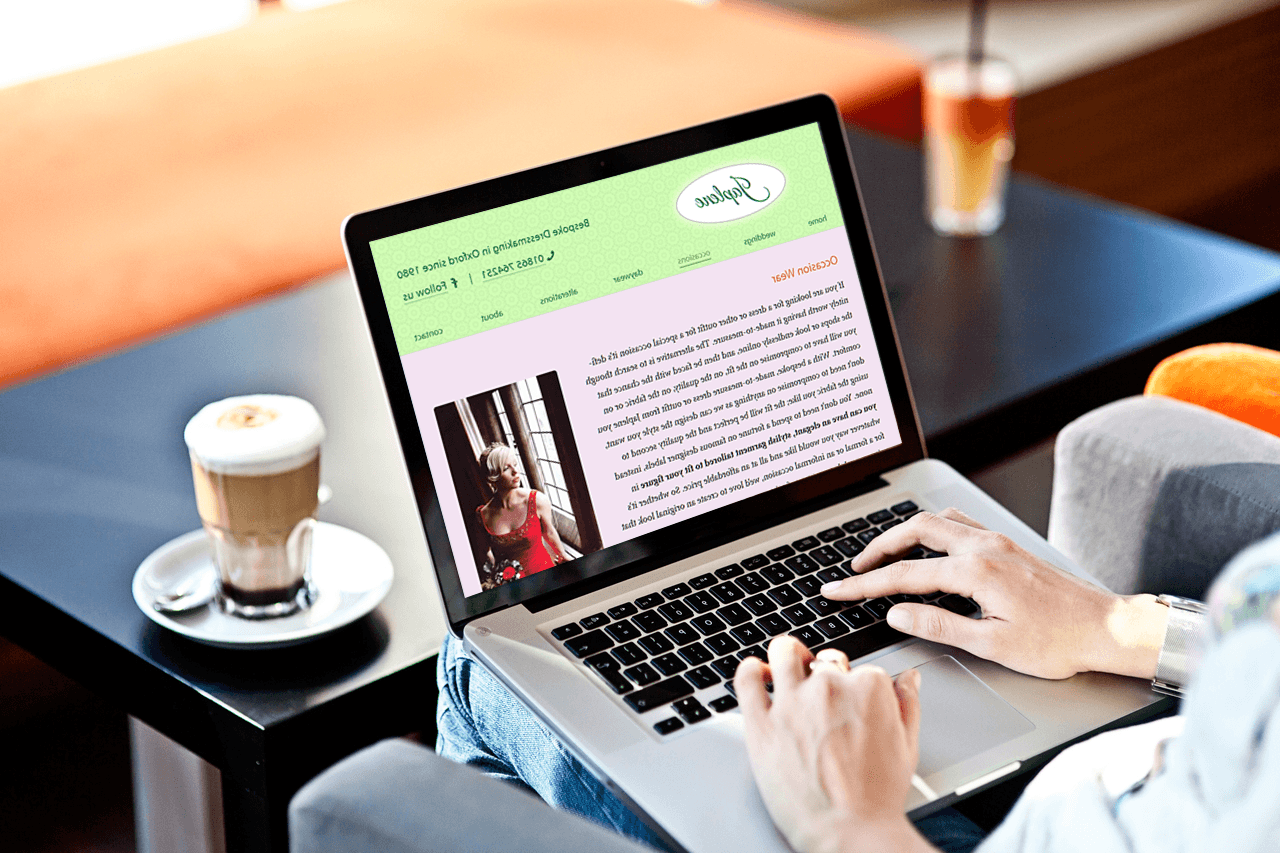 Japlene
Bespoke Dressmaking in Oxford since 1980
01865 764251 | Follow us
home weddings occasions daywear alterations about contact
Occasion Wear
If you are looking for a dress or other outfit for a special occasion it's defi-
nitely worth having it made-to-measure. The alternative is to search though
the shops or look endlessly online, and then be faced with the chance that
you will have to compromise on the fit, on the quality, on the fabric or on
comfort. With a bespoke, made-to-measure dress or outfit from Japlene you
don't need to compromise on anything as we can design the style you want,
using the fabric you like; the fit will be perfect and the quality second to
none. You don't need to spend a fortune on famous designer labels, instead
you can have an elegant, stylish garment tailored to fit your figure in
whatever way you would like and all at an affordable price. So whether it's
for a formal or an informal occasion, we'd love to create an original look that